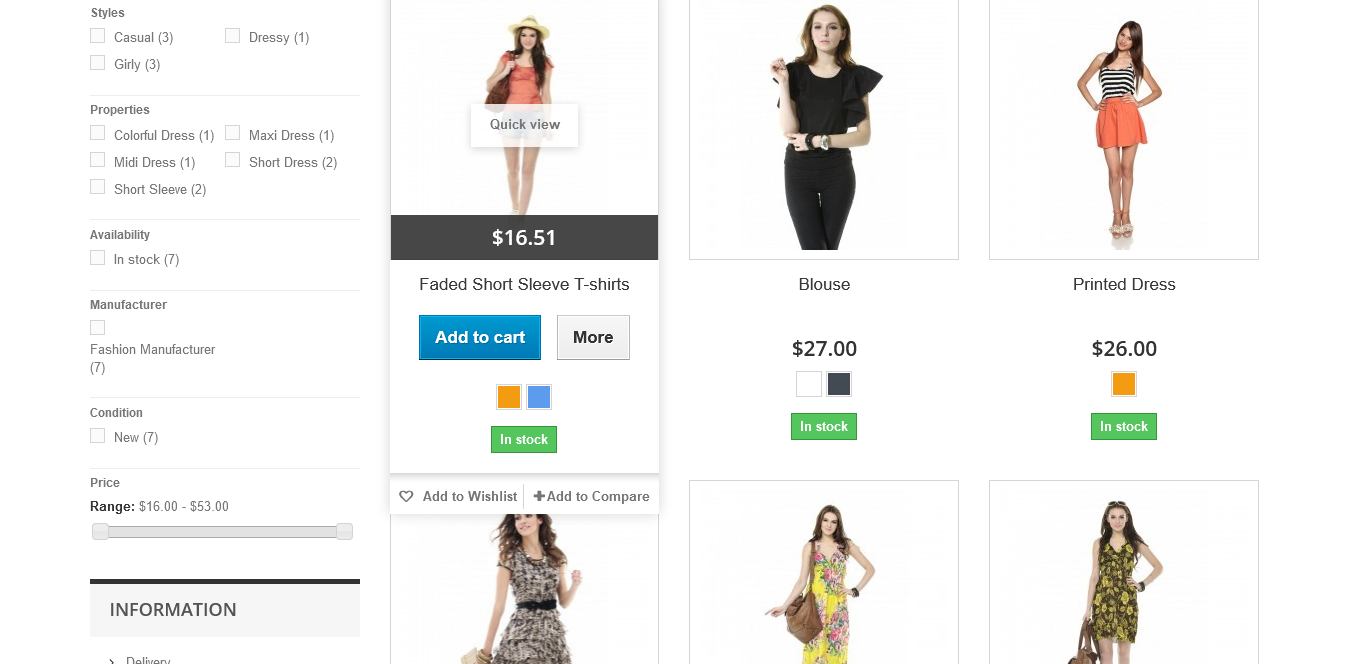 Styles
Casual (3)
Dressy (1)
Girly (3)
Properties
Colorful Dress (1)
Maxi Dress (1)
Midi Dress (1)
Short Dress (2)
Short Sleeve (2)
Availability
In stock (7)
Manufacturer
Fashion Manufacturer
(7)
Condition
New (7)
Price
Range: $16.00 - $53.00
INFORMATION
Delivery
Quick view
$16.51
Faded Short Sleeve T-shirts
Add to cart
More
In stock
Add to Wishlist
Add to Compare
Blouse
$27.00
In stock
Printed Dress
$26.00
In stock